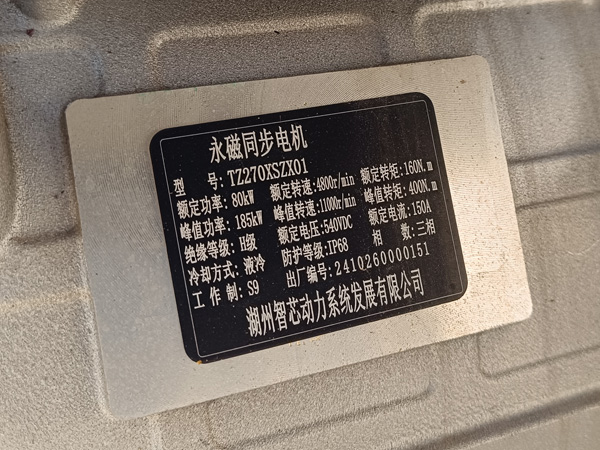 永磁同步电机
型 号:TZ270XSZX01
额定功率:80kW 额定转速:4800r/min 额定转矩:160N.m
峰值功率:185kW 峰值转速:11000r/min 峰值转矩:400N.m
绝缘等级:H级 额定电压:540VDC 额定电流:150A
冷却方式:液冷 防护等级:IP68 相 数:三相
工 作 制:S9 出厂编号:2410260000151
湖州智芯动力系统发展有限公司